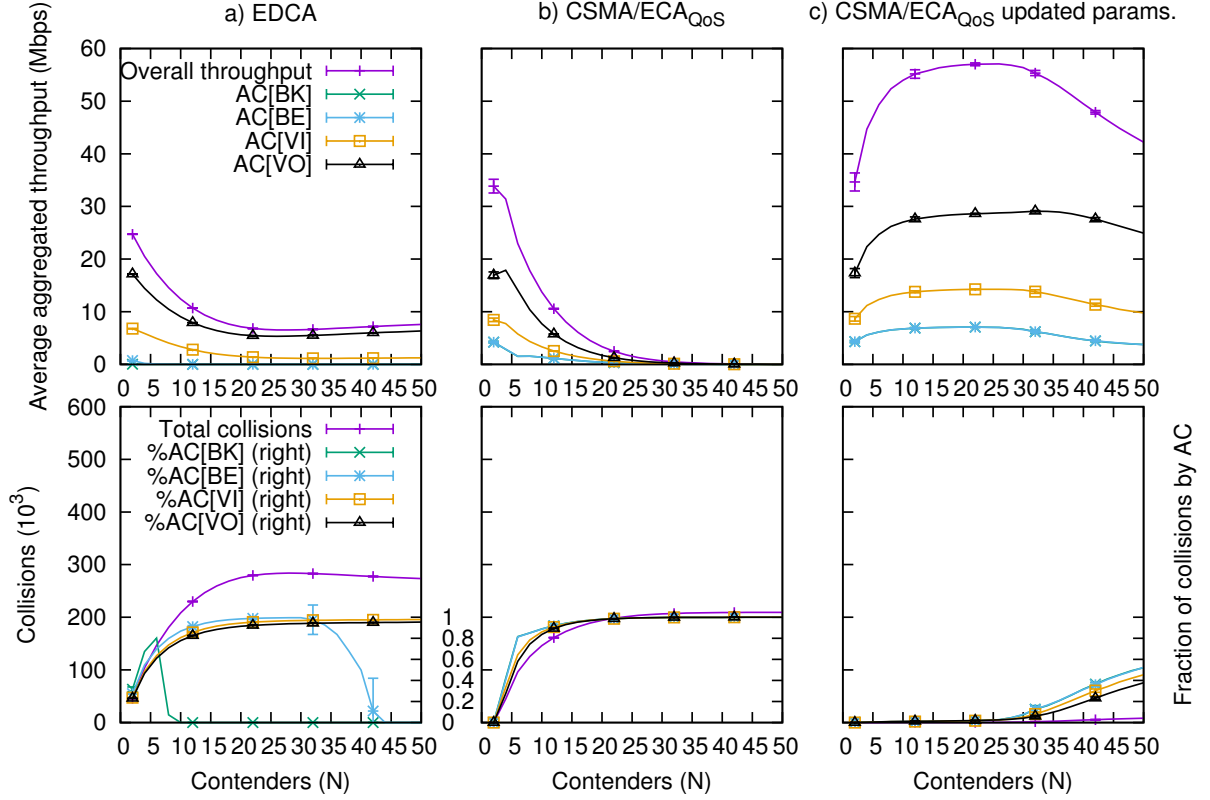 a) EDCA
b) CSMA/ECA_QoS
c) CSMA/ECA_QoS updated params.
Average aggregated throughput (Mbps)
60
50
40
30
20
10
0
Overall throughput
AC[BK]
AC[BE]
AC[VI]
AC[VO]
0 5 10 15 20 25 30 35 40 45 50
0 5 10 15 20 25 30 35 40 45 50
0 5 10 15 20 25 30 35 40 45 50
Collisions (10^3)
600
500
400
300
200
100
0
Total collisions
%AC[BK] (right)
%AC[BE] (right)
%AC[VI] (right)
%AC[VO] (right)
1
0.8
0.6
0.4
0.2
0
Fraction of collisions by AC
0 5 10 15 20 25 30 35 40 45 50
0 5 10 15 20 25 30 35 40 45 50
0 5 10 15 20 25 30 35 40 45 50
Contenders (N)
Contenders (N)
Contenders (N)